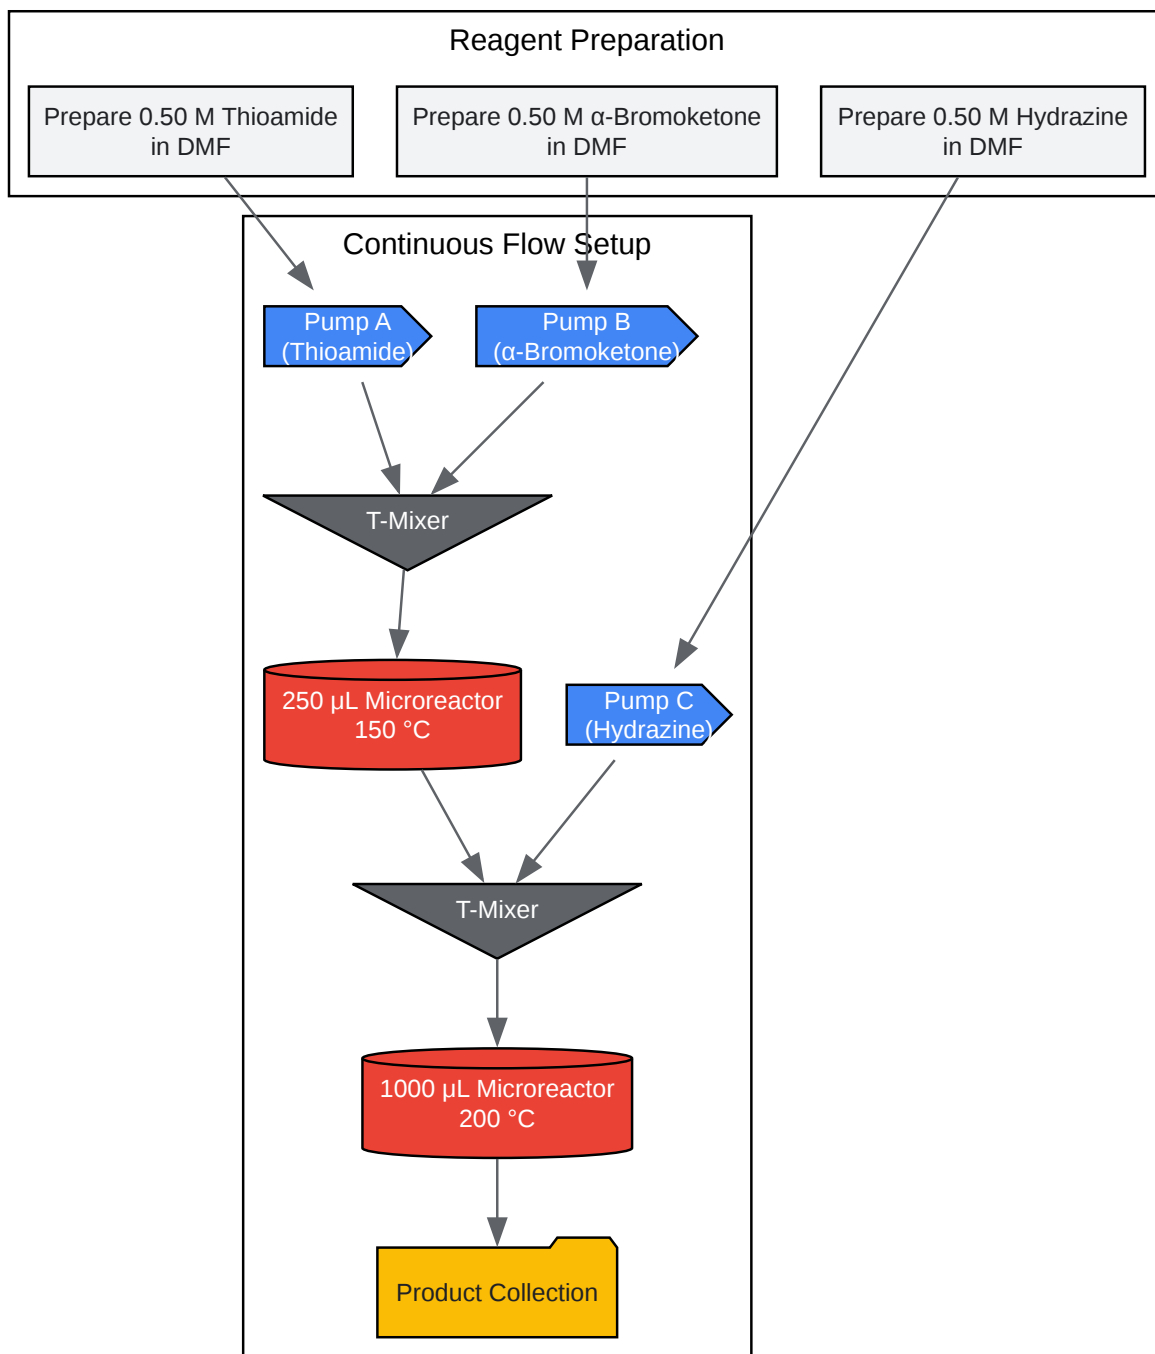 Reagent Preparation
Prepare 0.50 M Thioamide
in DMF
Prepare 0.50 M α-Bromoketone
in DMF
Prepare 0.50 M Hydrazine
in DMF
Continuous Flow Setup
Pump A
(Thioamide)
Pump B
(α-Bromoketone)
T-Mixer
250 μL Microreactor
150 °C
Pump C
(Hydrazine)
T-Mixer
1000 μL Microreactor
200 °C
Product Collection